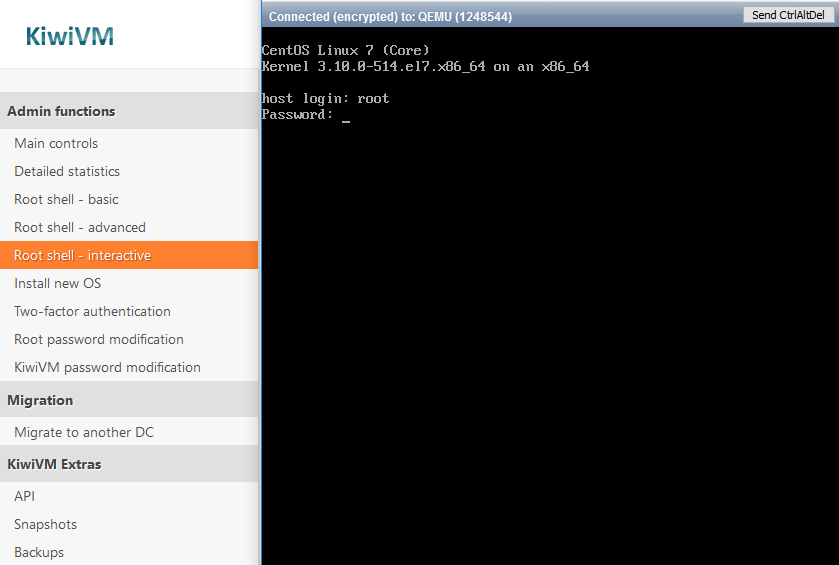 KiwiVM
Admin functions
Main controls
Detailed statistics
Root shell - basic
Root shell - advanced
Root shell - interactive
Install new OS
Two-factor authentication
Root password modification
KiwiVM password modification
Migration
Migrate to another DC
KiwiVM Extras
API
Snapshots
Backups
Connected (encrypted) to: QEMU (1248544)
Send CtrlAltDel
CentOS Linux 7 (Core)
Kernel 3.10.0-514.el7.x86_64 on an x86_64
host login: root
Password: _